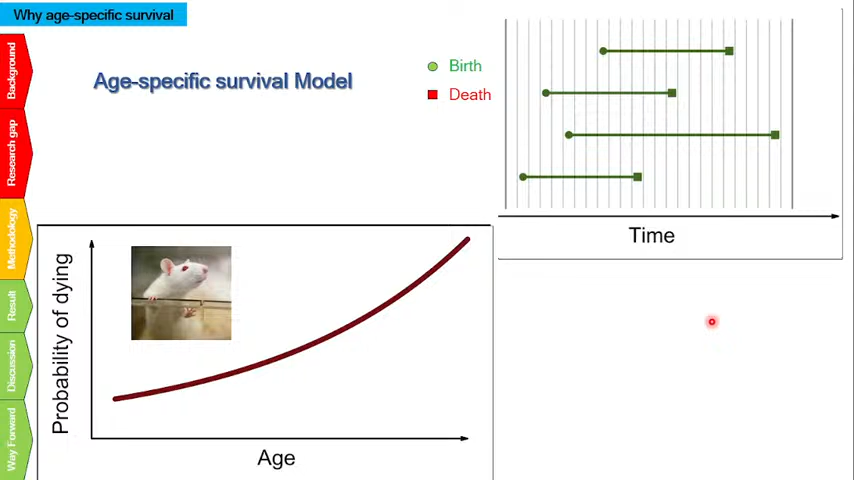 Why age-specific survival
Background
Research gap
Methodology
Result
Discussion
Way Forward
Age-specific survival Model
Birth
Death
Time
Probability of dying
Age